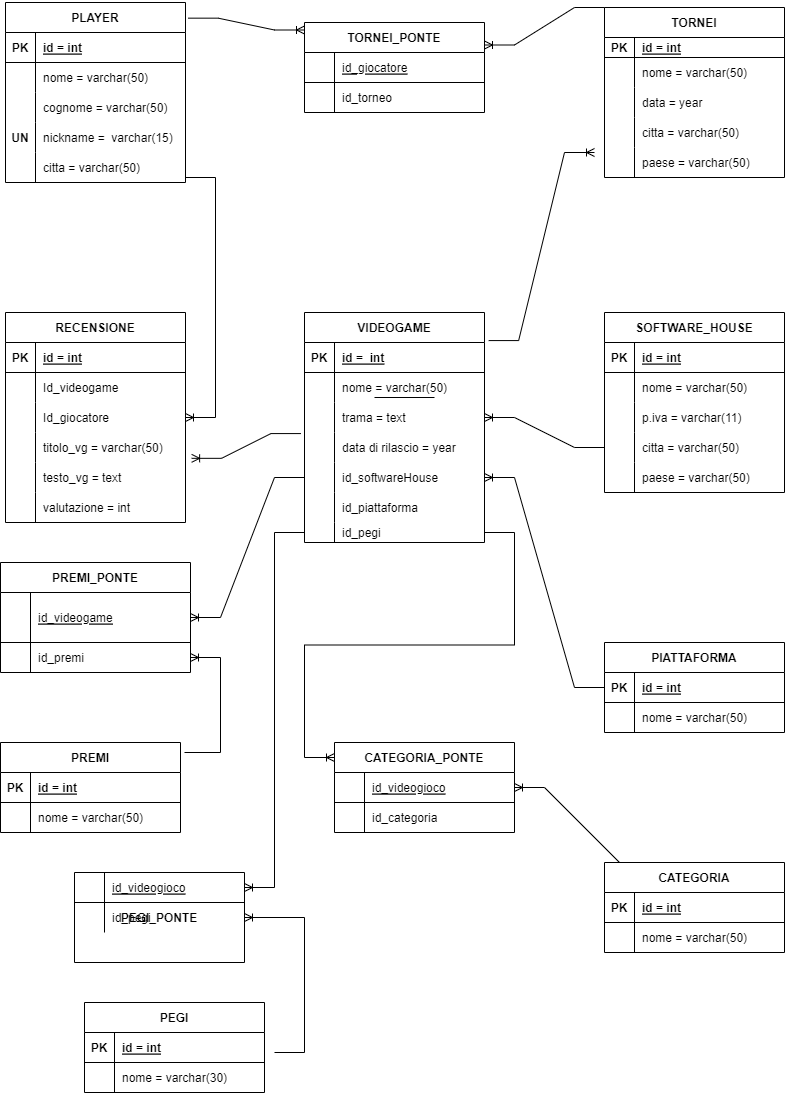 PLAYER
PK id = int
nome = varchar(50)
cognome = varchar(50)
UN nickname =  varchar(15)
citta = varchar(50)
TORNEI_PONTE
id_giocatore
id_torneo
TORNEI
PK id = int
nome = varchar(50)
data = year
citta = varchar(50)
paese = varchar(50)
RECENSIONE
PK id = int
Id_videogame
Id_giocatore
titolo_vg = varchar(50)
testo_vg = text
valutazione = int
VIDEOGAME
PK id =  int
nome = varchar(50)
trama = text
data di rilascio = year
id_softwareHouse
id_piattaforma
id_pegi
SOFTWARE_HOUSE
PK id = int
nome = varchar(50)
p.iva = varchar(11)
citta = varchar(50)
paese = varchar(50)
PREMI_PONTE
id_videogame
id_premi
PIATTAFORMA
PK id = int
nome = varchar(50)
PREMI
PK id = int
nome = varchar(50)
CATEGORIA_PONTE
id_videogioco
id_categoria
id_videogioco
id_pegi
PEGI_PONTE
CATEGORIA
PK id = int
nome = varchar(50)
PEGI
PK id = int
nome = varchar(30)